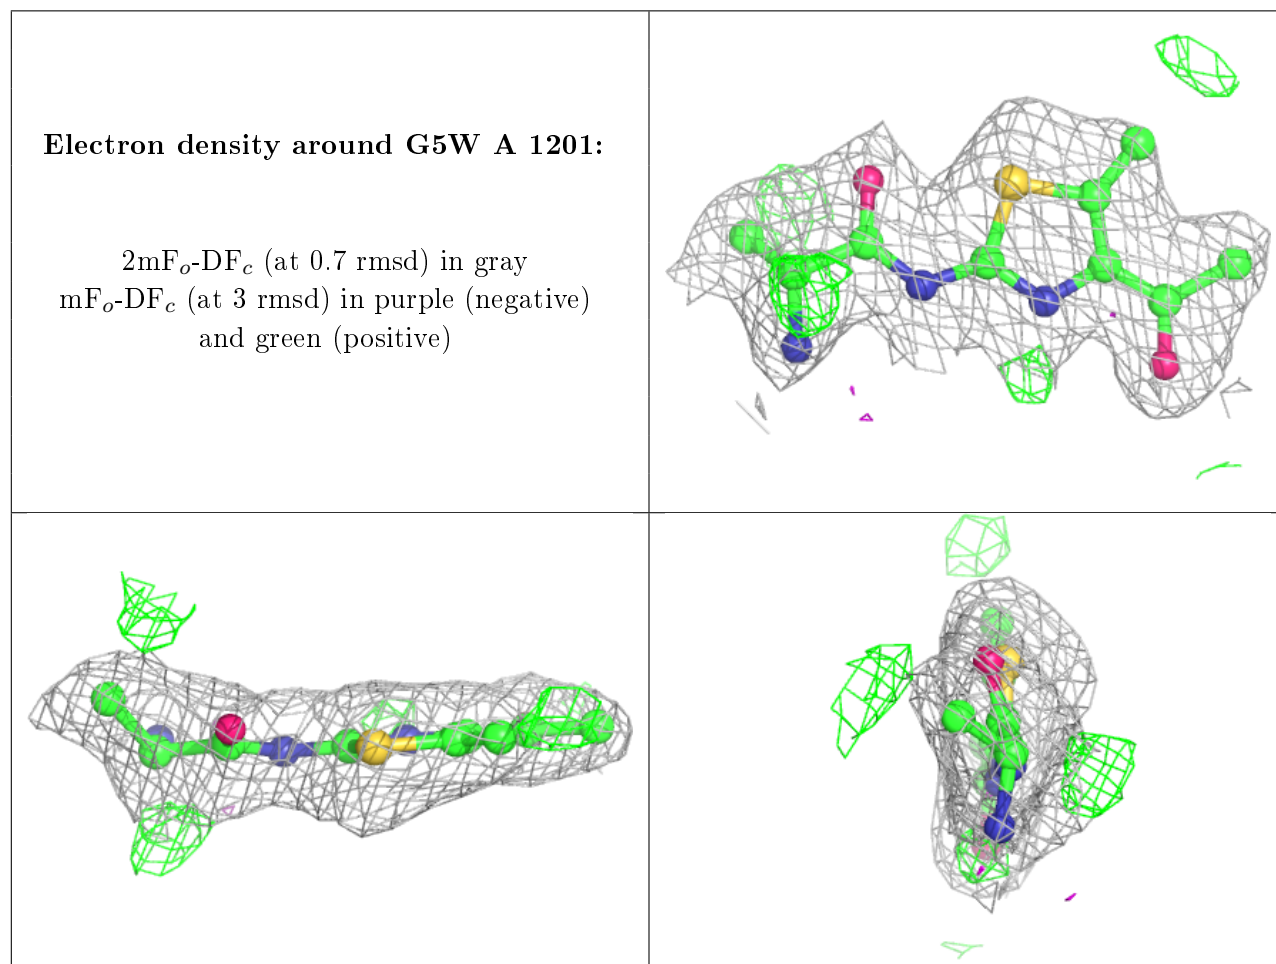 Electron density around G5W A 1201:
2mFo-DFc (at 0.7 rmsd) in gray
mFo-DFc (at 3 rmsd) in purple (negative)
and green (positive)